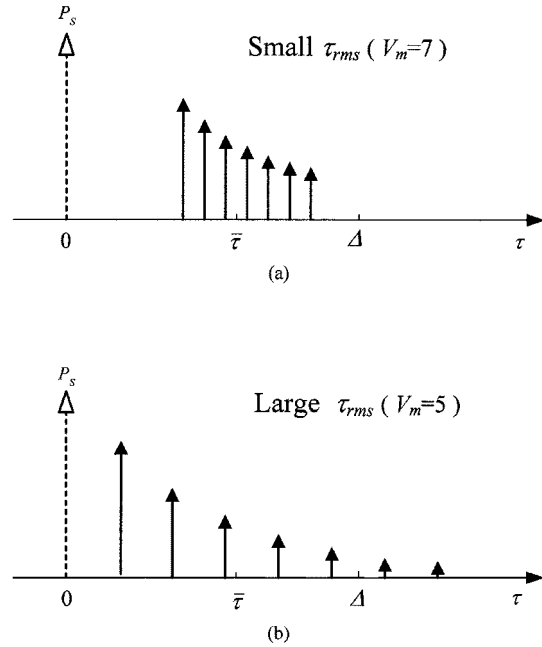 P_s
Small τ_rms ( V_m=7 )
0 τ̅ Δ τ
(a)
P_s
Large τ_rms ( V_m=5 )
0 τ̅ Δ τ
(b)